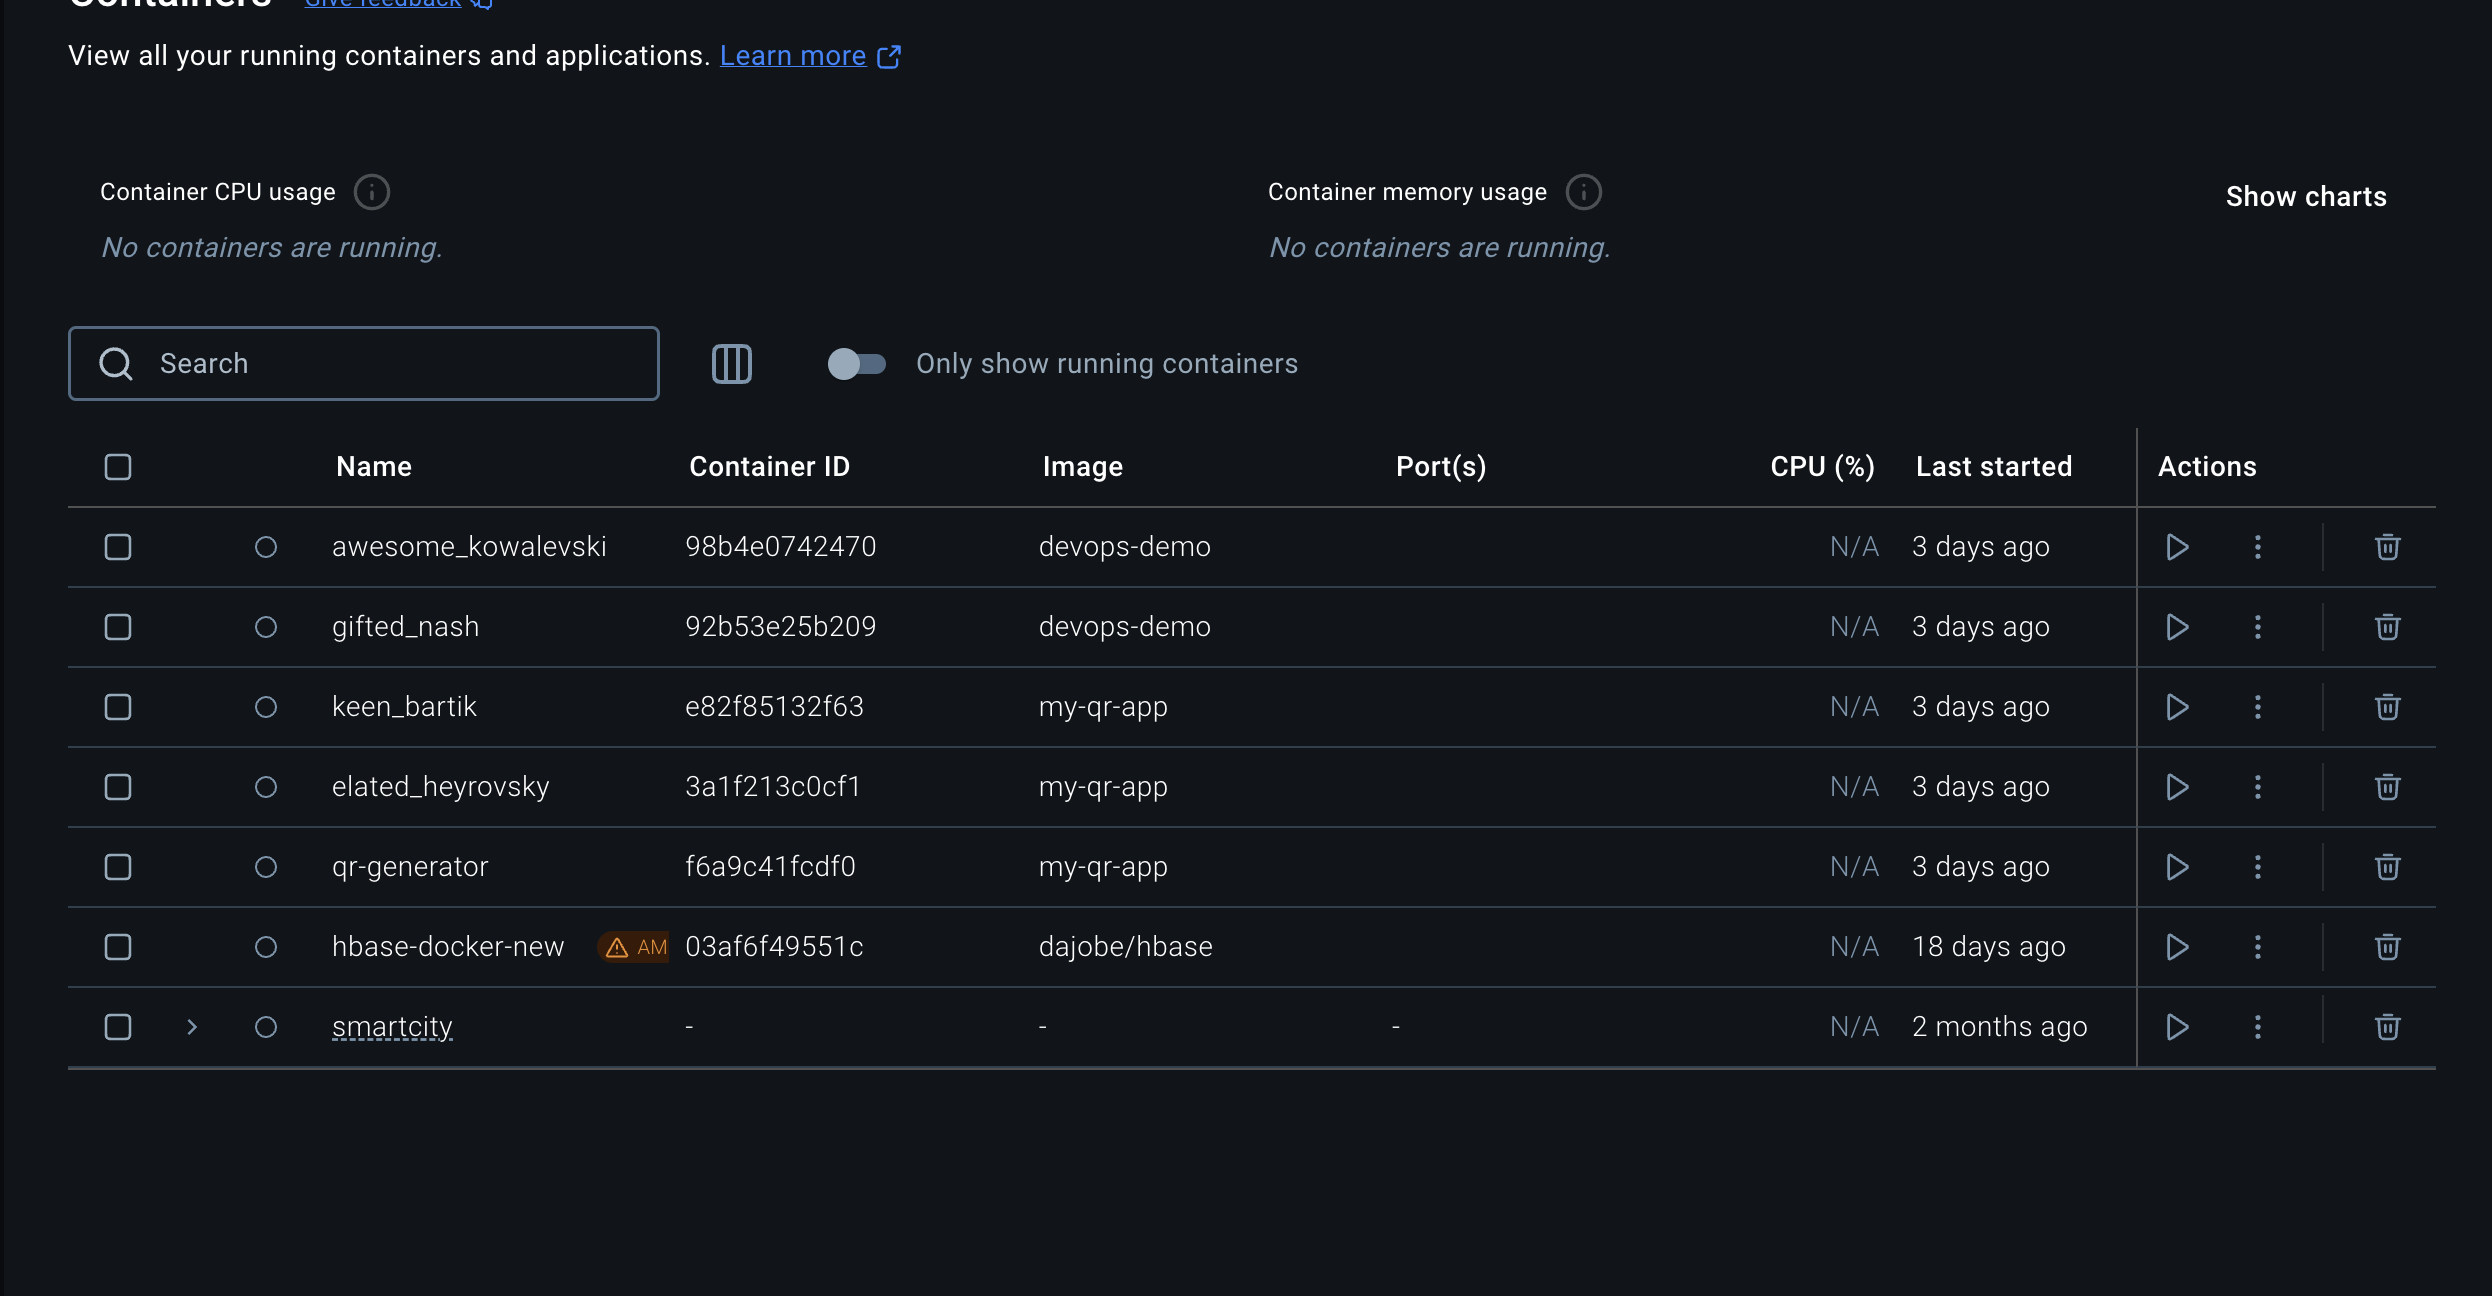 Containers Give feedback
View all your running containers and applications. Learn more
Container CPU usage
No containers are running.
Container memory usage
No containers are running.
Show charts
Search
Only show running containers
Name Container ID Image Port(s) CPU (%) Last started Actions
awesome_kowalevski 98b4e0742470 devops-demo N/A 3 days ago
gifted_nash 92b53e25b209 devops-demo N/A 3 days ago
keen_bartik e82f85132f63 my-qr-app N/A 3 days ago
elated_heyrovsky 3a1f213c0cf1 my-qr-app N/A 3 days ago
qr-generator f6a9c41fcdf0 my-qr-app N/A 3 days ago
hbase-docker-new AM 03af6f49551c dajobe/hbase N/A 18 days ago
smartcity - - - N/A 2 months ago